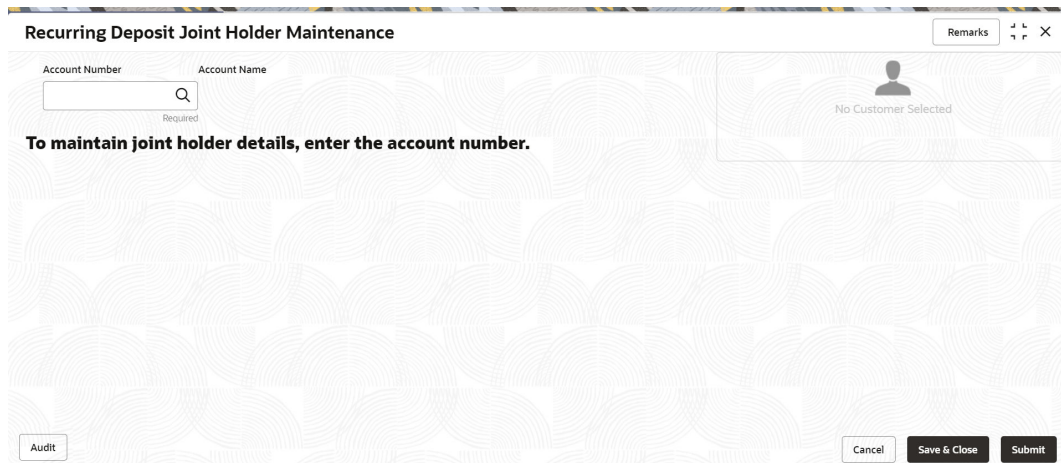 Recurring Deposit Joint Holder Maintenance
Remarks
Account Number
Account Name
Required
No Customer Selected
To maintain joint holder details, enter the account number.
Audit
Cancel
Save & Close
Submit